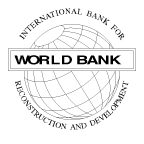 INTERNATIONAL BANK FOR
WORLD BANK
RECONSTRUCTION AND DEVELOPMENT